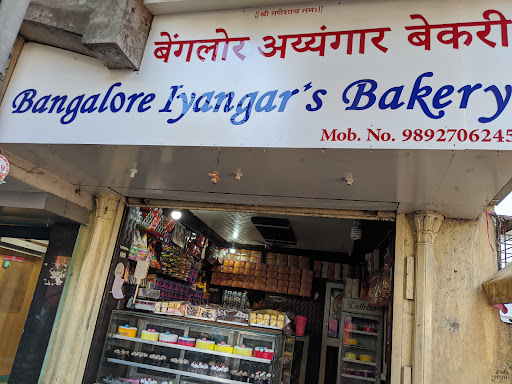 ॥ श्री गणेशाय नमः॥
बेंगलोर अय्यंगार बेकरी
Bangalore Iyangar's Bakery
Mob. No. 9892706245